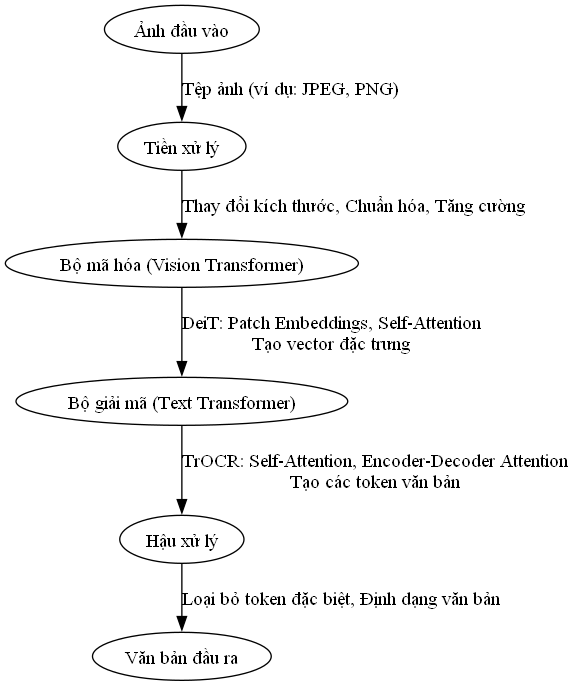 Ảnh đầu vào
Tệp ảnh (ví dụ: JPEG, PNG)
Tiền xử lý
Thay đổi kích thước, Chuẩn hóa, Tăng cường
Bộ mã hóa (Vision Transformer)
DeiT: Patch Embeddings, Self-Attention
Tạo vector đặc trưng
Bộ giải mã (Text Transformer)
TrOCR: Self-Attention, Encoder-Decoder Attention
Tạo các token văn bản
Hậu xử lý
Loại bỏ token đặc biệt, Định dạng văn bản
Văn bản đầu ra